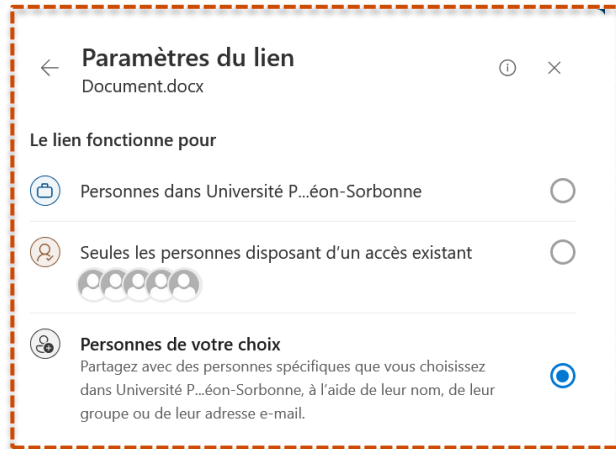 Paramètres du lien
Document.docx
Le lien fonctionne pour
Personnes dans Université P...éon-Sorbonne
Seules les personnes disposant d'un accès existant
Personnes de votre choix
Partagez avec des personnes spécifiques que vous choisissez
dans Université P...éon-Sorbonne, à l'aide de leur nom, de leur
groupe ou de leur adresse e-mail.